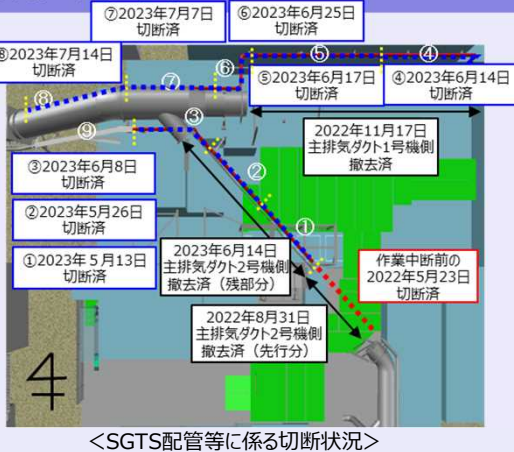 ⑦2023年7月7日
切断済
⑥2023年6月25日
切断済
⑧2023年7月14日
切断済
⑤2023年6月17日
切断済
④2023年6月14日
切断済
⑧
⑦
⑥
⑤
④
⑨
③
②
①
2022年11月17日
主排気ダクト1号機側
撤去済
③2023年6月8日
切断済
②2023年5月26日
切断済
①2023年5月13日
切断済
2023年6月14日
主排気ダクト2号機側
撤去済（残部分）
2022年8月31日
主排気ダクト2号機側
撤去済（先行分）
作業中断前の
2022年5月23日
切断済
4
＜SGTS配管等に係る切断状況＞